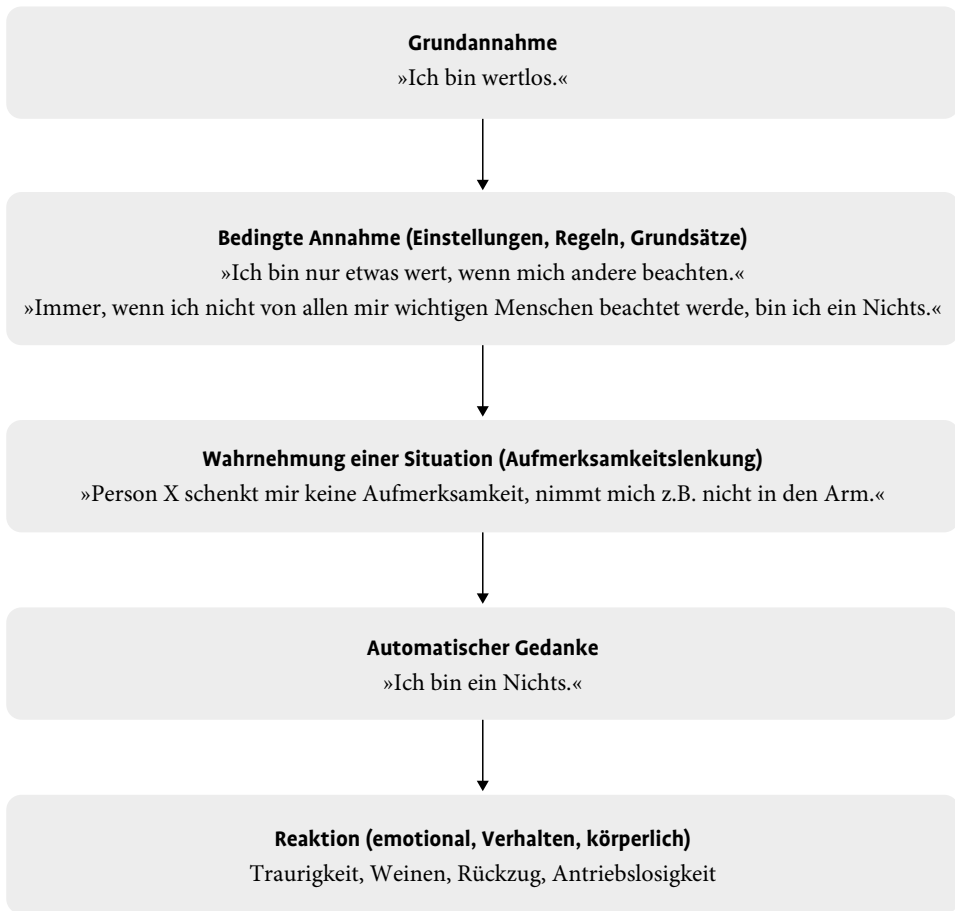 Grundannahme
»Ich bin wertlos.«
Bedingte Annahme (Einstellungen, Regeln, Grundsätze)
»Ich bin nur etwas wert, wenn mich andere beachten.«
»Immer, wenn ich nicht von allen mir wichtigen Menschen beachtet werde, bin ich ein Nichts.«
Wahrnehmung einer Situation (Aufmerksamkeitslenkung)
»Person X schenkt mir keine Aufmerksamkeit, nimmt mich z.B. nicht in den Arm.«
Automatischer Gedanke
»Ich bin ein Nichts.«
Reaktion (emotional, Verhalten, körperlich)
Traurigkeit, Weinen, Rückzug, Antriebslosigkeit